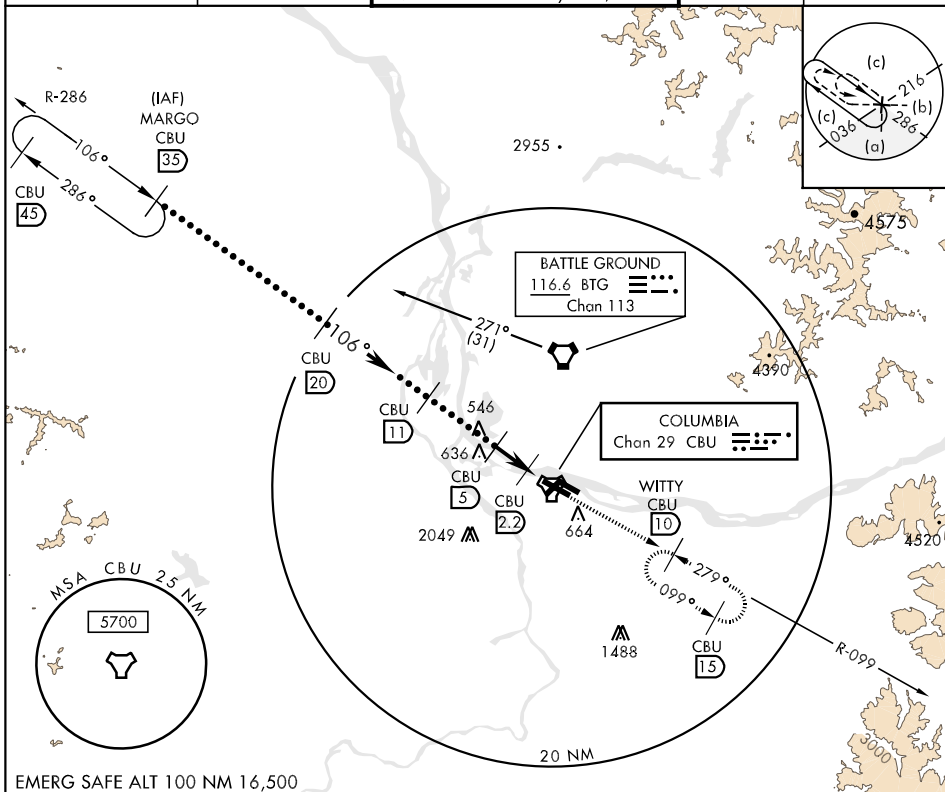 R-286
(IAF)
MARGO
CBU
35
106°
286°
CBU
45
2955
(c)
216
(b)
286
(c)
036
(a)
4575
BATTLE GROUND
116.6 BTG
Chan 113
271°
(31)
106°
CBU
20
4390
CBU
11
546
636
COLUMBIA
Chan 29 CBU
CBU
5
CBU
2.2
WITTY
CBU
10
664
2049
4520
279°
099°
MSA CBU 25 NM
5700
1488
CBU
15
R-099
3000
20 NM
EMERG SAFE ALT 100 NM 16,500